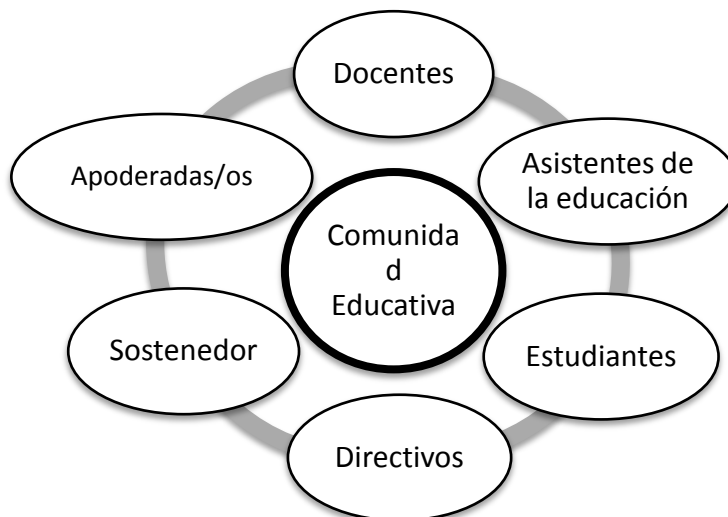 Docentes
Asistentes de
la educación
Estudiantes
Directivos
Sostenedor
Apoderadas/os
Comunida
d
Educativa